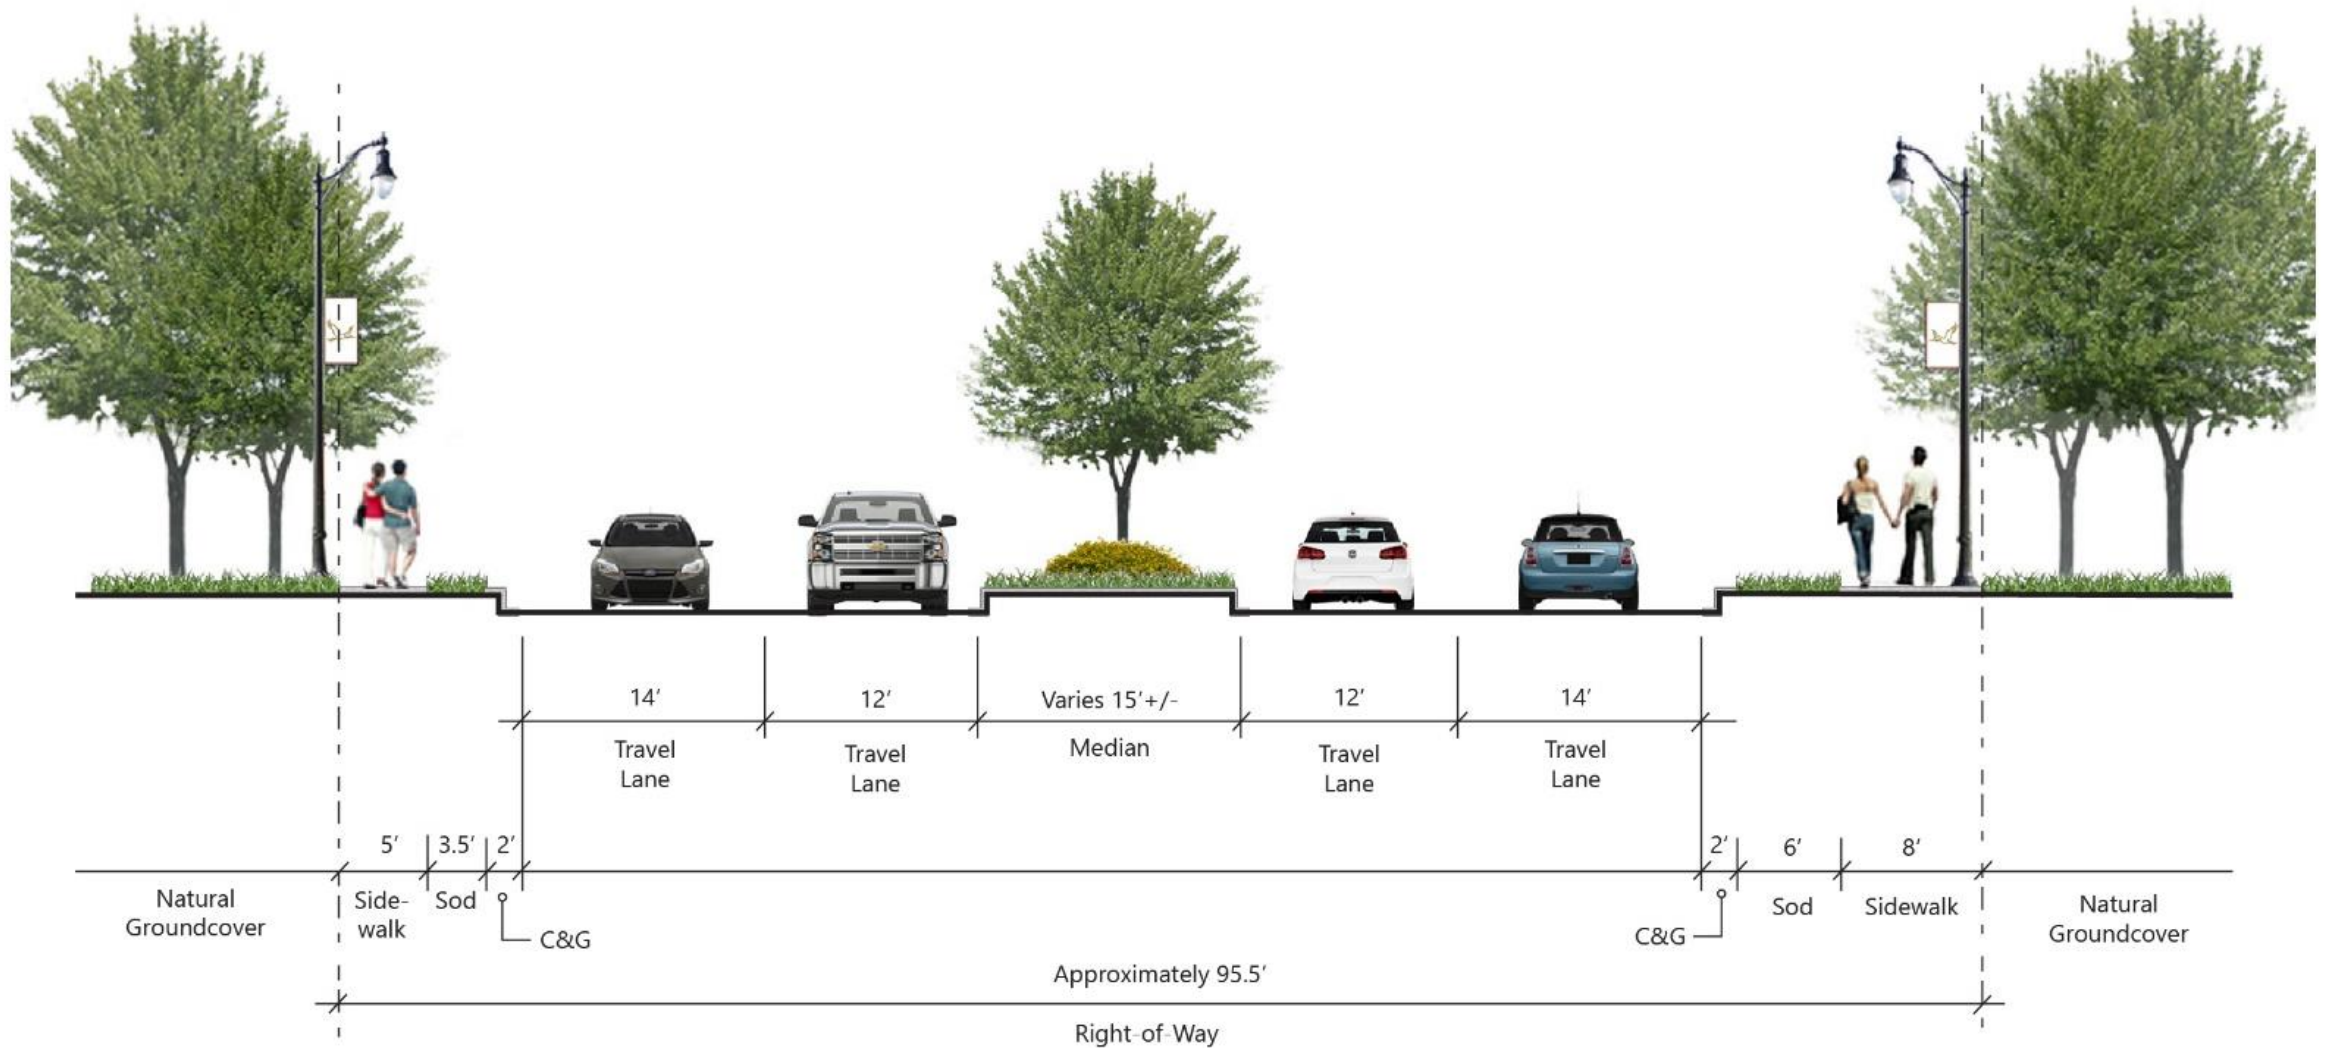 14′
12′
Varies 15′+/-
12′
14′
Travel
Lane
Travel
Lane
Median
Travel
Lane
Travel
Lane
5′
3.5′
2′
2′
6′
8′
Natural
Groundcover
Side-
walk
Sod
C&G
C&G
Sod
Sidewalk
Natural
Groundcover
Approximately 95.5′
Right-of-Way